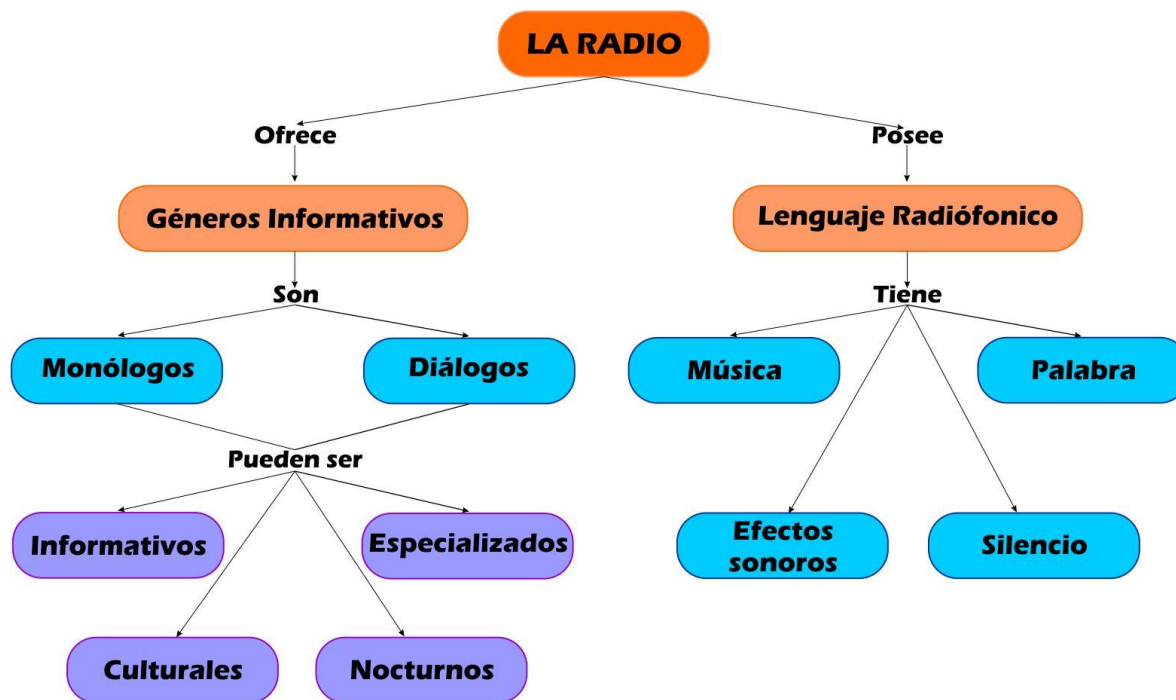 LA RADIO
Ofrece
Posee
Géneros Informativos
Lenguaje Radiófonico
Son
Tiene
Monólogos
Diálogos
Música
Palabra
Pueden ser
Informativos
Especializados
Efectos
sonoros
Silencio
Culturales
Nocturnos